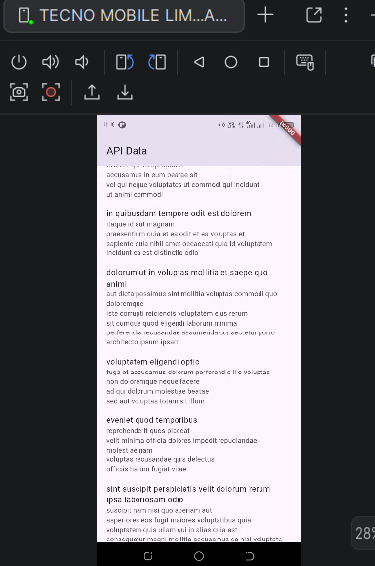 TECNO MOBILE LIM...A...
DEBUG
API Data
accusamus in eum beatae sit
vel qui neque voluptates ut commodi qui incidunt
ut animi commodi
in quibusdam tempore odit est dolorem
itaque id aut magnam
praesentium quia et ea odit et ea voluptas et
sapiente quia nihil amet occaecati quia id voluptatem
incidunt ea est distinctio odio
dolorum ut in voluptas mollitia et saepe quo
animi
aut dicta possimus sint mollitia voluptas commodi quo
doloremque
iste corrupti reiciendis voluptatem eius rerum
sit cumque quod eligendi laborum minima
perferendis recusandae assumenda consectetur porro
architecto ipsum ipsam
voluptatem eligendi optio
fuga et accusamus dolorum perferendis illo voluptas
non doloremque neque facere
ad qui dolorum molestiae beatae
sed aut voluptas totam sit illum
eveniet quod temporibus
reprehenderit quos placeat
velit minima officia dolores impedit repudiandae
molestiae nam
voluptas recusandae quis delectus
officiis harum fugiat vitae
sint suscipit perspiciatis velit dolorum rerum
ipsa laboriosam odio
suscipit nam nisi quo aperiam aut
asperiores eos fugit maiores voluptatibus quia
voluptatem quis ullam qui in alias quia est
consequatur magni mollitia accusamus ea nisi voluptate
28%